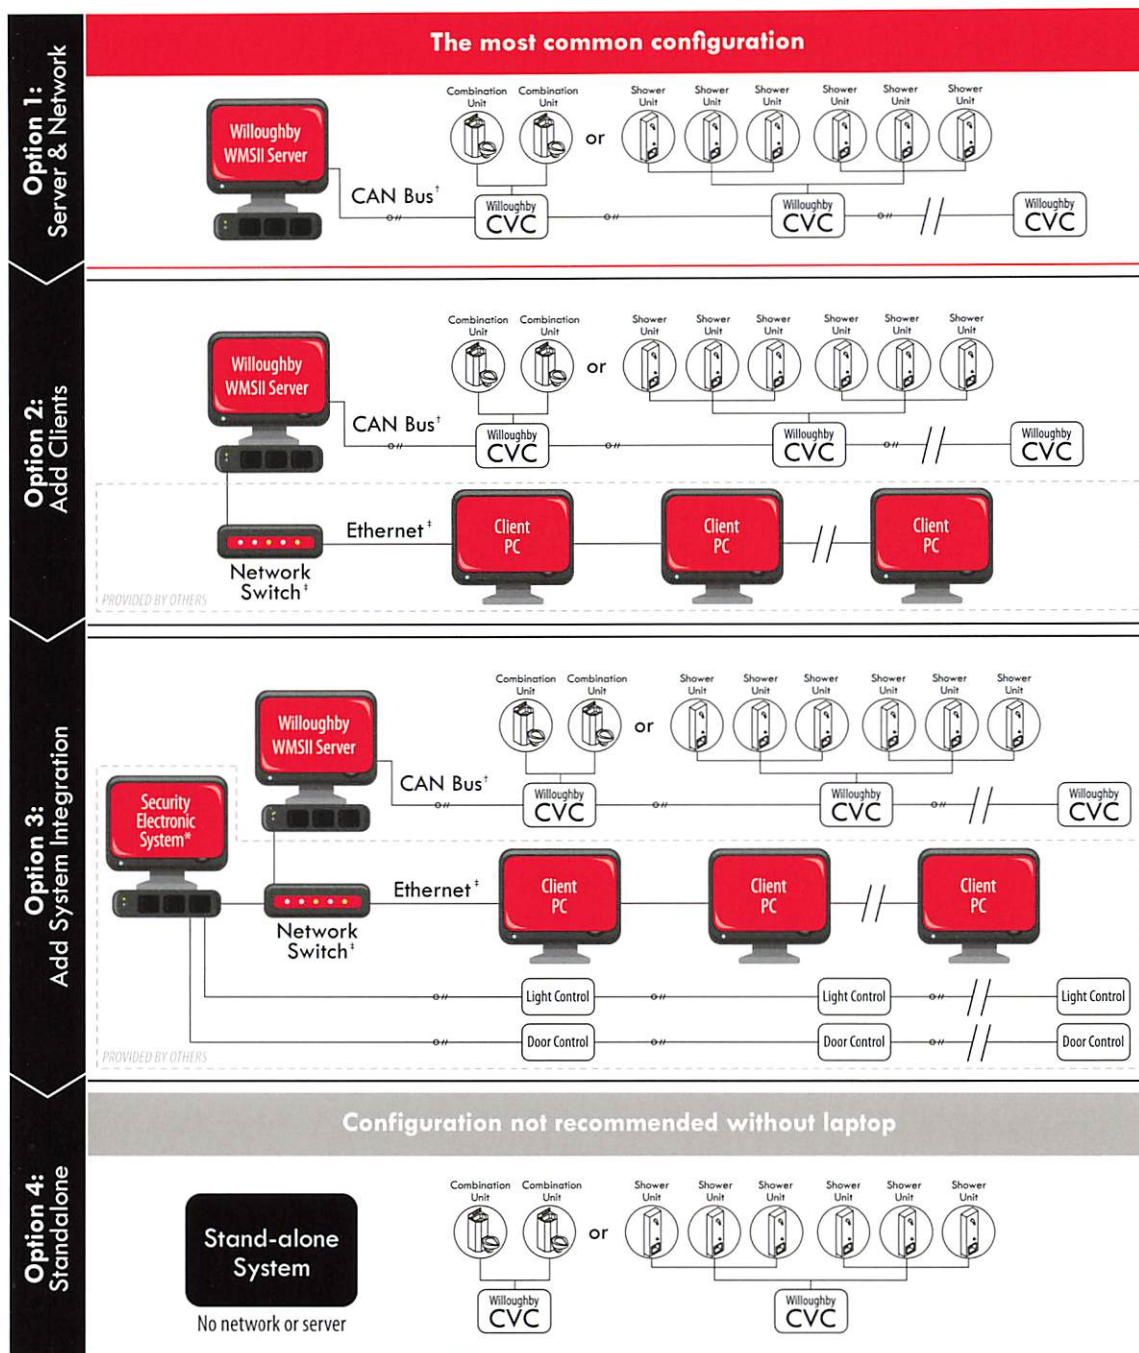 The most common configuration
Option 1:
Server & Network
Willoughby
WMSII Server
CAN Bus†
Combination
Unit
Combination
Unit
or
Shower
Unit
Shower
Unit
Shower
Unit
Shower
Unit
Shower
Unit
Shower
Unit
Willoughby
CVC
Willoughby
CVC
Willoughby
CVC
Option 2:
Add Clients
Willoughby
WMSII Server
CAN Bus†
Combination
Unit
Combination
Unit
or
Shower
Unit
Shower
Unit
Shower
Unit
Shower
Unit
Shower
Unit
Shower
Unit
Willoughby
CVC
Willoughby
CVC
Willoughby
CVC
Network
Switch‡
Ethernet‡
Client
PC
Client
PC
Client
PC
PROVIDED BY OTHERS
Option 3:
Add System Integration
Willoughby
WMSII Server
CAN Bus†
Combination
Unit
Combination
Unit
or
Shower
Unit
Shower
Unit
Shower
Unit
Shower
Unit
Shower
Unit
Shower
Unit
Willoughby
CVC
Willoughby
CVC
Willoughby
CVC
Security
Electronic
System*
Network
Switch‡
Ethernet‡
Client
PC
Client
PC
Client
PC
Light Control
Light Control
Light Control
Door Control
Door Control
Door Control
PROVIDED BY OTHERS
Configuration not recommended without laptop
Option 4:
Standalone
Stand-alone
System
No network or server
Combination
Unit
Combination
Unit
or
Shower
Unit
Shower
Unit
Shower
Unit
Shower
Unit
Shower
Unit
Shower
Unit
Willoughby
CVC
Willoughby
CVC